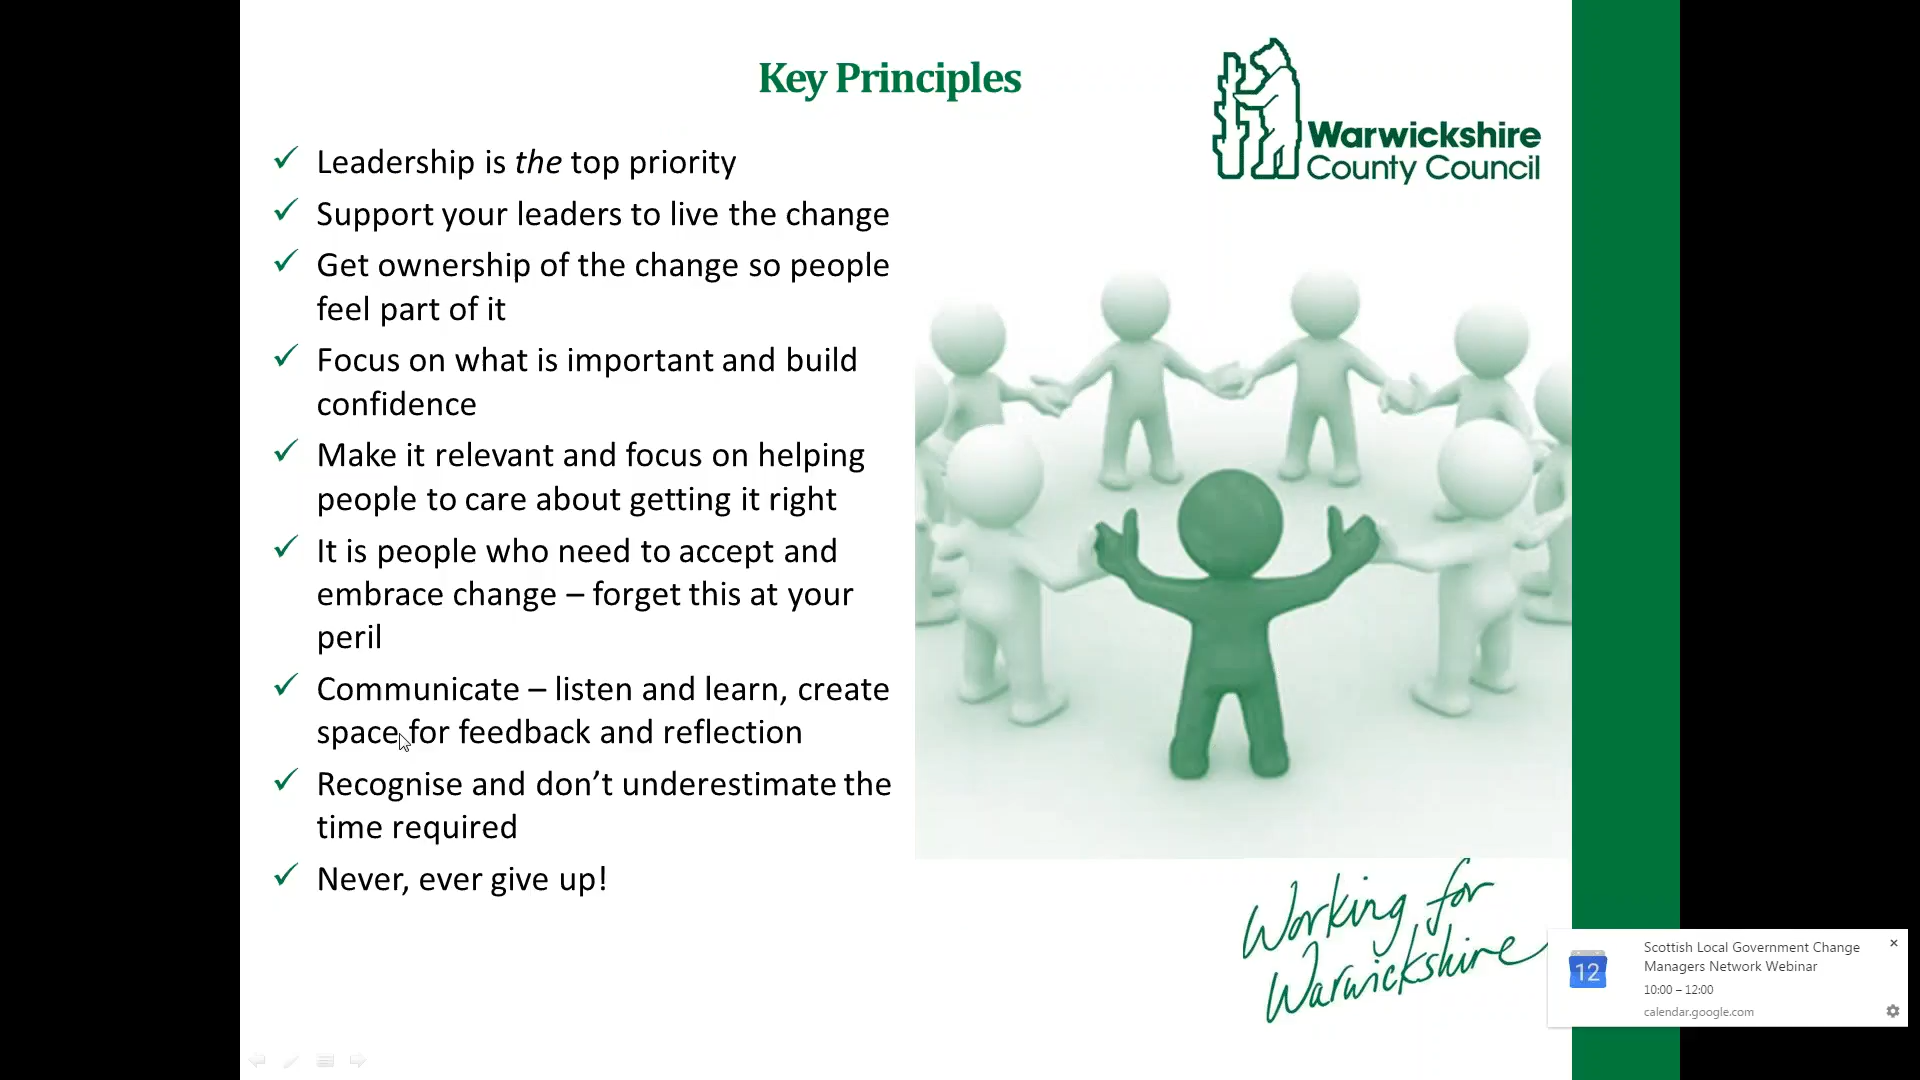 Key Principles
Warwickshire
County Council
Leadership is the top priority
Support your leaders to live the change
Get ownership of the change so people
feel part of it
Focus on what is important and build
confidence
Make it relevant and focus on helping
people to care about getting it right
It is people who need to accept and
embrace change – forget this at your
peril
Communicate – listen and learn, create
space for feedback and reflection
Recognise and don’t underestimate the
time required
Never, ever give up!
Working for
Warwickshire
12
Scottish Local Government Change
Managers Network Webinar
10:00 – 12:00
calendar.google.com